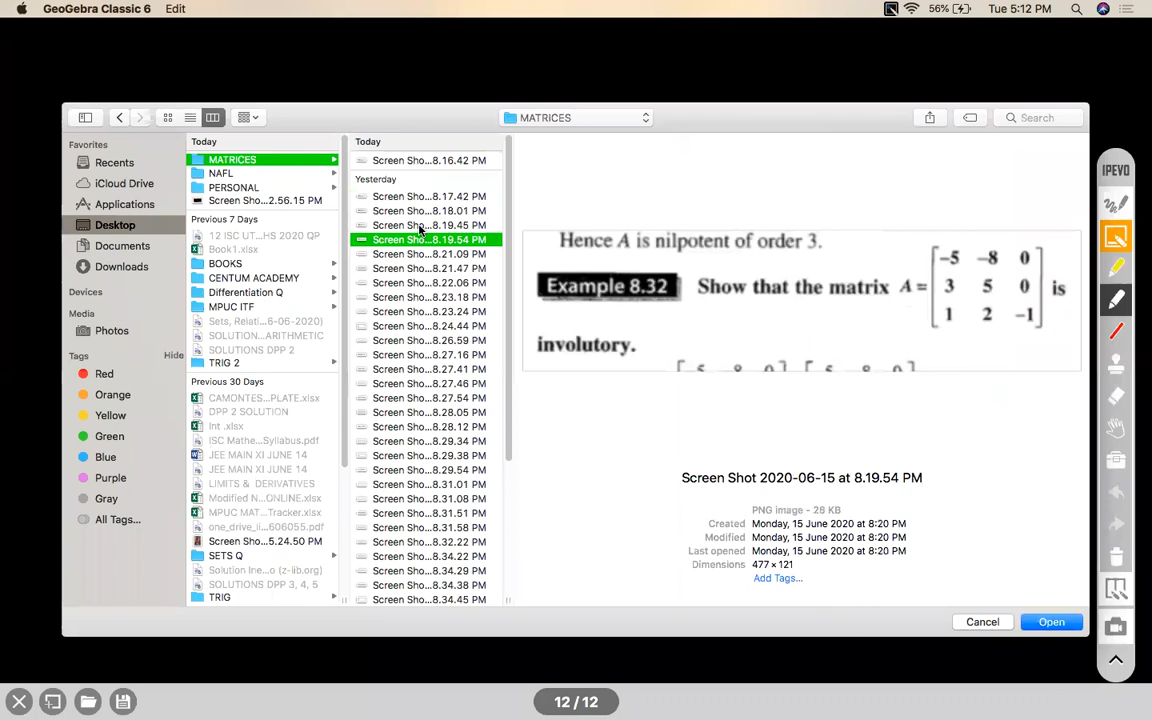 GeoGebra Classic 6 Edit
56% Tue 5:12 PM
MATRICES
Search
Favorites
Recents
iCloud Drive
Applications
Desktop
Documents
Downloads
Devices
Media
Photos
Tags Hide
Red
Orange
Yellow
Green
Blue
Purple
Gray
All Tags...
Today
MATRICES
NAFL
PERSONAL
Screen Sho...2.56.15 PM
Previous 7 Days
12 ISC UT...HS 2020 QP
Book1.xlsx
BOOKS
CENTUM ACADEMY
Differentiation Q
MPUC ITF
Sets, Relati...6-06-2020)
SOLUTION...ARITHMETIC
SOLUTIONS DPP 2
TRIG 2
Previous 30 Days
CAMONTES...PLATE.xlsx
DPP 2 SOLUTION
Int .xlsx
ISC Mathe...Syllabus.pdf
JEE MAIN XI JUNE 14
JEE MAIN XI JUNE 14
LIMITS & DERIVATIVES
Modified N...ONLINE.xlsx
MPUC MAT...Tracker.xlsx
one_drive_ii...606055.pdf
Screen Sho...5.24.50 PM
SETS Q
Solution Ine...o (z-lib.org)
SOLUTIONS DPP 3, 4, 5
TRIG
Today
Screen Sho...8.16.42 PM
Yesterday
Screen Sho...8.17.42 PM
Screen Sho...8.18.01 PM
Screen Sho...8.19.45 PM
Screen Sho...8.19.54 PM
Screen Sho...8.21.09 PM
Screen Sho...8.21.47 PM
Screen Sho...8.22.06 PM
Screen Sho...8.23.18 PM
Screen Sho...8.23.24 PM
Screen Sho...8.24.44 PM
Screen Sho...8.26.59 PM
Screen Sho...8.27.16 PM
Screen Sho...8.27.41 PM
Screen Sho...8.27.46 PM
Screen Sho...8.27.54 PM
Screen Sho...8.28.05 PM
Screen Sho...8.28.12 PM
Screen Sho...8.29.34 PM
Screen Sho...8.29.38 PM
Screen Sho...8.29.54 PM
Screen Sho...8.31.01 PM
Screen Sho...8.31.08 PM
Screen Sho...8.31.51 PM
Screen Sho...8.31.58 PM
Screen Sho...8.32.22 PM
Screen Sho...8.34.22 PM
Screen Sho...8.34.29 PM
Screen Sho...8.34.38 PM
Screen Sho...8.34.45 PM
Hence A is nilpotent of order 3.
Example 8.32 Show that the matrix A = [-5 -8 0
3 5 0
1 2 -1] is
involutory.
Screen Shot 2020-06-15 at 8.19.54 PM
PNG image - 26 KB
Created Monday, 15 June 2020 at 8:20 PM
Modified Monday, 15 June 2020 at 8:20 PM
Last opened Monday, 15 June 2020 at 8:20 PM
Dimensions 477 × 121
Add Tags...
Cancel Open
IPEVO
12 / 12